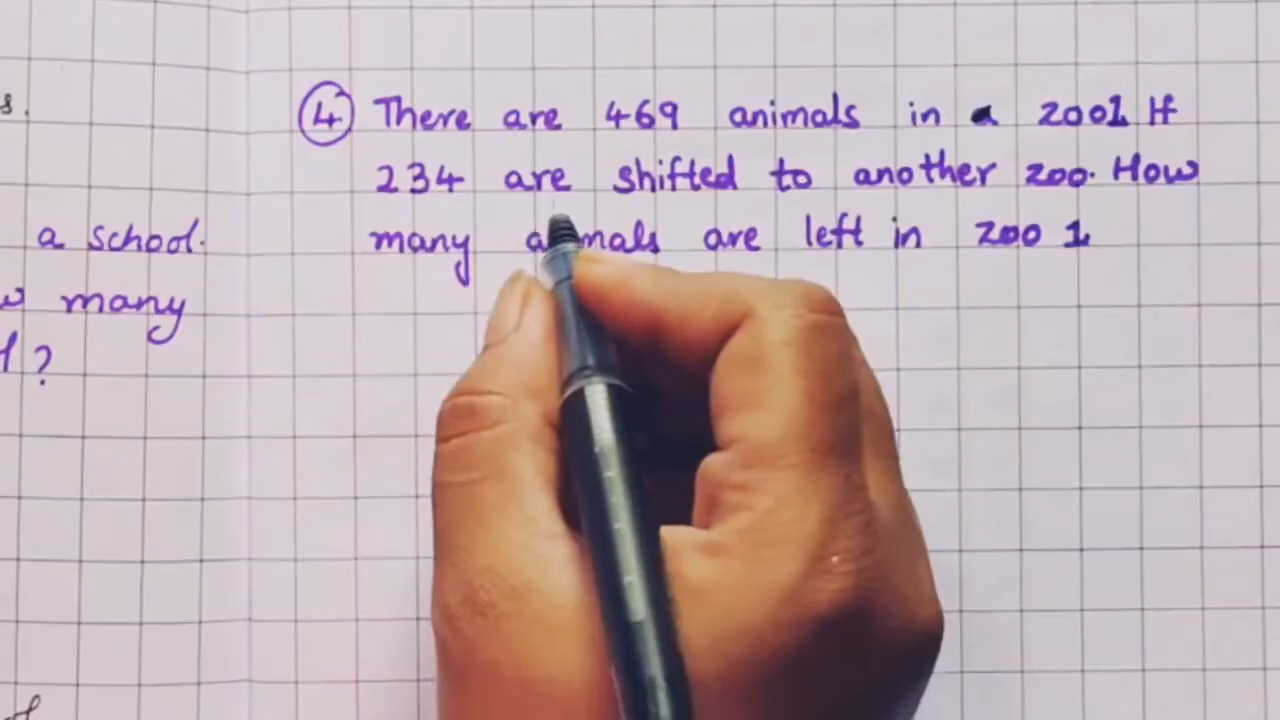 s.
④ There are 469 animals in a zoo1 If
234 are shifted to another zoo. How
many animals are left in zoo 1
a school.
many
?
of